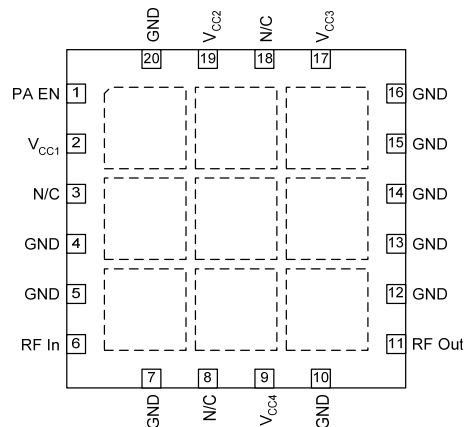 GND
VCC2
N/C
VCC3
20
19
18
17
PA EN 1
16 GND
VCC1 2
15 GND
N/C 3
14 GND
GND 4
13 GND
GND 5
12 GND
RF In 6
11 RF Out
7
8
9
10
GND
N/C
VCC4
GND